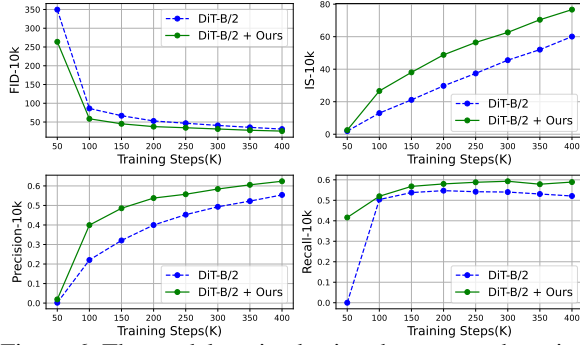 350
300
250
200
150
100
50
FID-10k
DiT-B/2
DiT-B/2 + Ours
50 100 150 200 250 300 350 400
Training Steps(K)
80
60
40
20
0
IS-10k
DiT-B/2
DiT-B/2 + Ours
50 100 150 200 250 300 350 400
Training Steps(K)
0.6
0.5
0.4
0.3
0.2
0.1
0.0
Precision-10k
DiT-B/2
DiT-B/2 + Ours
50 100 150 200 250 300 350 400
Training Steps(K)
0.6
0.5
0.4
0.3
0.2
0.1
0.0
Recall-10k
DiT-B/2
DiT-B/2 + Ours
50 100 150 200 250 300 350 400
Training Steps(K)